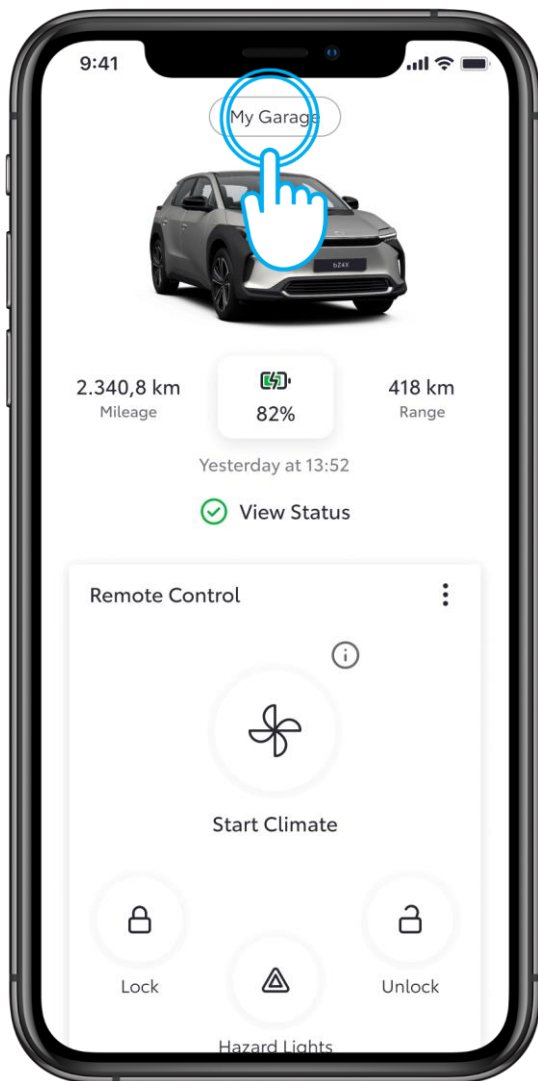 9:41
My Garage
bZ4X
2.340,8 km
82%
418 km
Mileage
Range
Yesterday at 13:52
View Status
Remote Control
Start Climate
Lock
Unlock
Hazard Lights